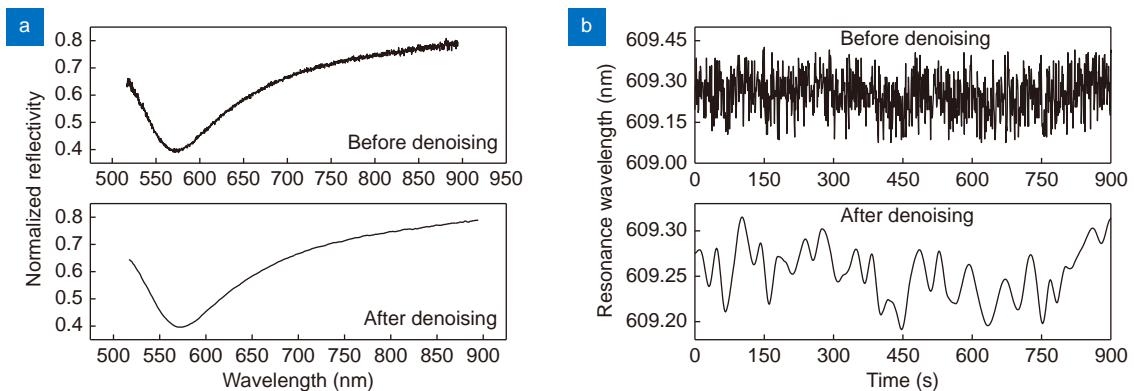 a
Normalized reflectivity
0.8
0.7
0.6
0.5
0.4
Before denoising
500 550 600 650 700 750 800 850 900 950
0.8
0.7
0.6
0.5
0.4
After denoising
500 550 600 650 700 750 800 850 900
Wavelength (nm)
b
Resonance wavelength (nm)
609.45
609.30
609.15
609.00
Before denoising
0 150 300 450 600 750 900
609.30
609.25
609.20
After denoising
0 150 300 450 600 750 900
Time (s)